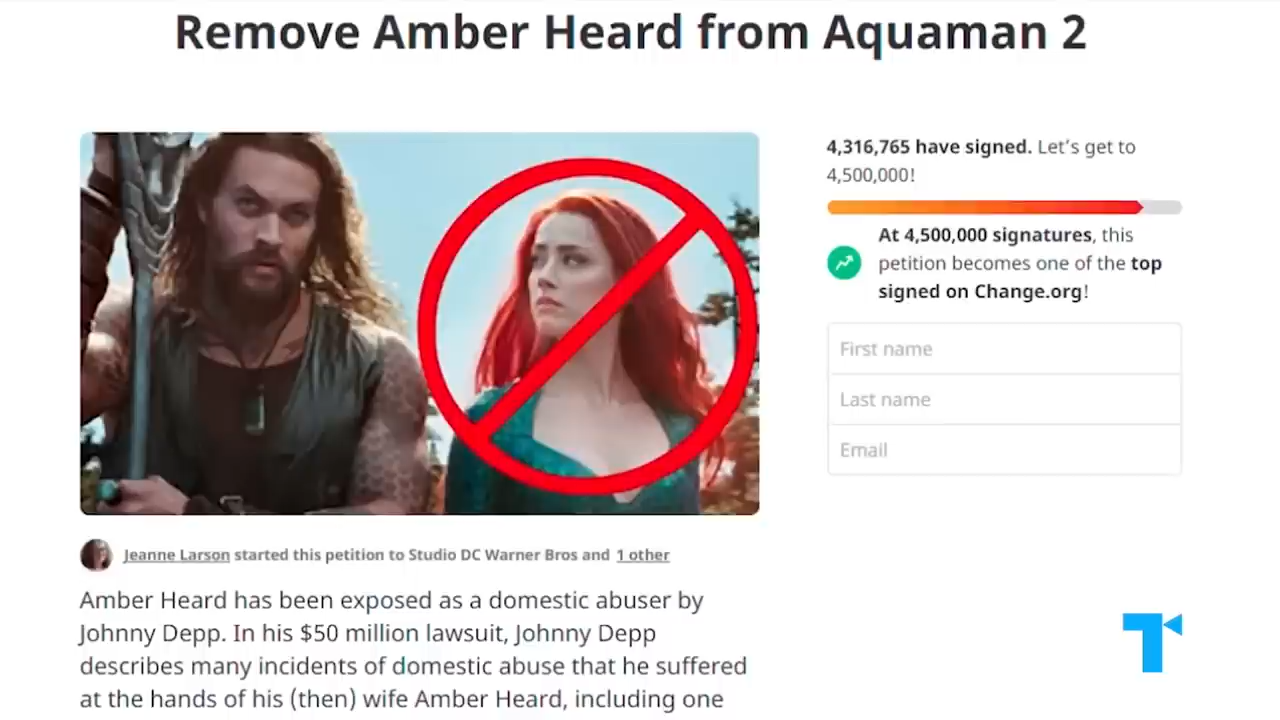 Remove Amber Heard from Aquaman 2
4,316,765 have signed. Let's get to
4,500,000!
At 4,500,000 signatures, this
petition becomes one of the top
signed on Change.org!
First name
Last name
Email
Jeanne Larson started this petition to Studio DC Warner Bros and 1 other
Amber Heard has been exposed as a domestic abuser by
Johnny Depp. In his $50 million lawsuit, Johnny Depp
describes many incidents of domestic abuse that he suffered
at the hands of his (then) wife Amber Heard, including one